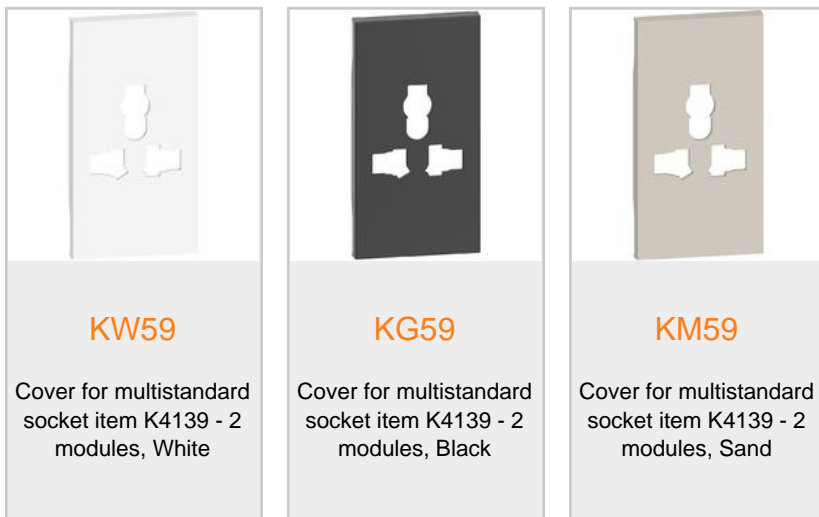 KW59
Cover for multistandard
socket item K4139 - 2
modules, White
KG59
Cover for multistandard
socket item K4139 - 2
modules, Black
KM59
Cover for multistandard
socket item K4139 - 2
modules, Sand